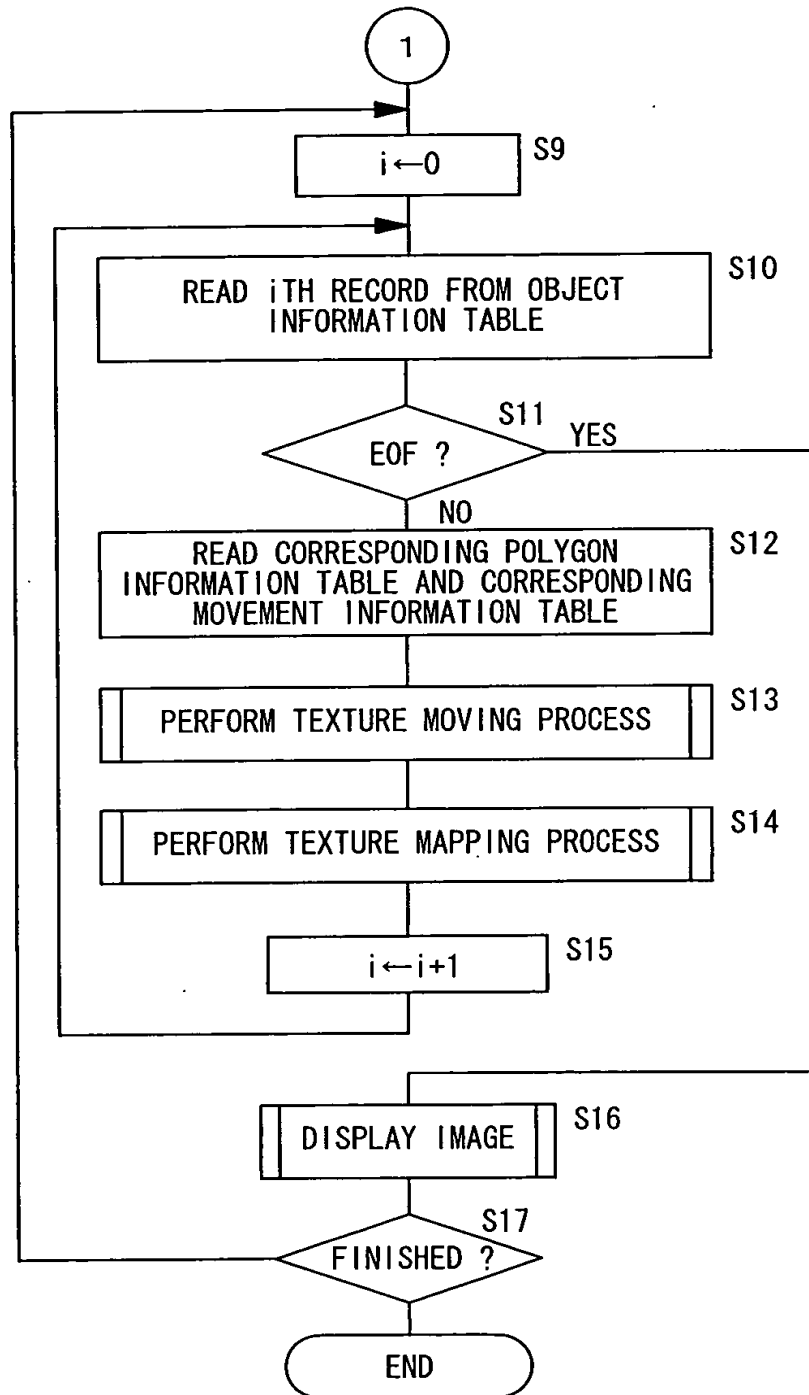 1
i←0
S9
READ iTH RECORD FROM OBJECT
INFORMATION TABLE
S10
EOF ?
S11
YES
NO
READ CORRESPONDING POLYGON
INFORMATION TABLE AND CORRESPONDING
MOVEMENT INFORMATION TABLE
S12
PERFORM TEXTURE MOVING PROCESS
S13
PERFORM TEXTURE MAPPING PROCESS
S14
i←i+1
S15
DISPLAY IMAGE
S16
FINISHED ?
S17
END